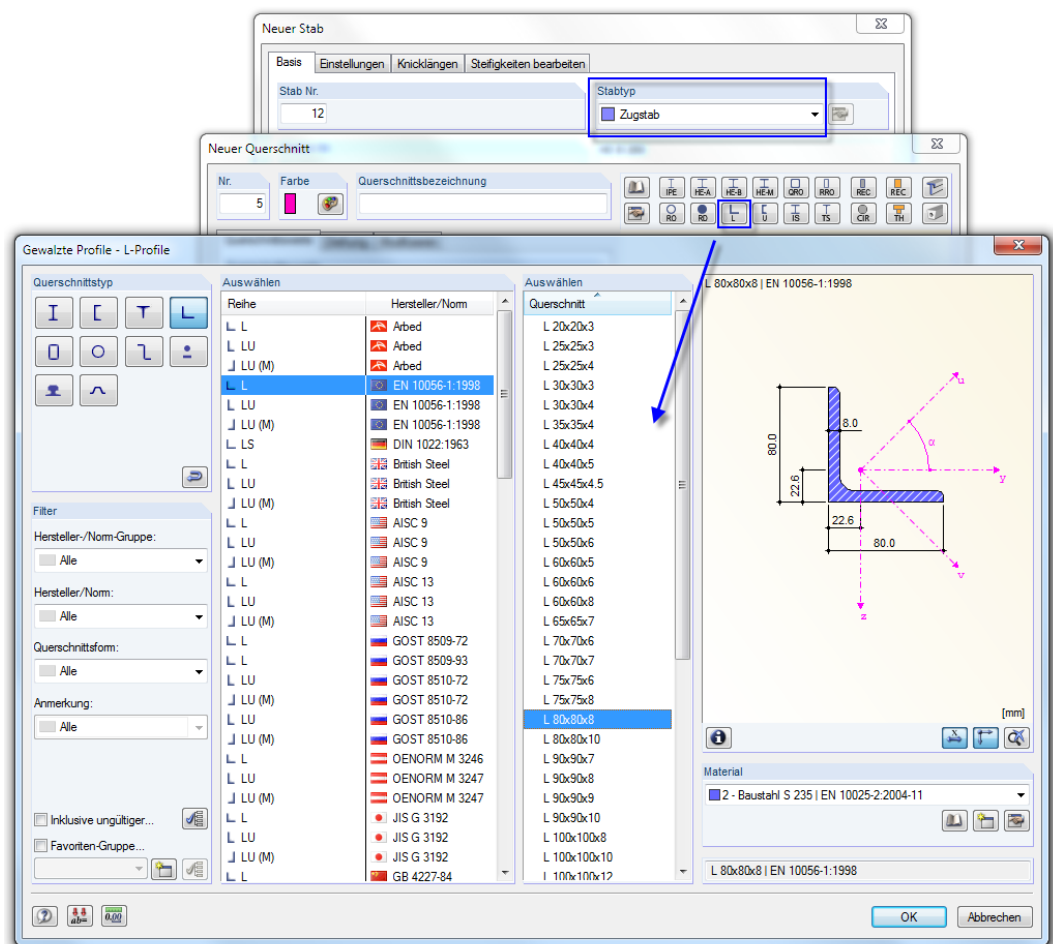 Neuer Stab
Basis Einstellungen Knicklängen Steifigkeiten bearbeiten
Stab Nr. Stabtyp
12 Zugstab
Neuer Querschnitt
Nr. Farbe Querschnittsbezeichnung
5
IPE HE-A HE-B HE-M QRO RRO REC REC
RO RD L U IS TS CIR TH
Gewalzte Profile - L-Profile
Querschnittstyp
Filter
Hersteller-/Norm-Gruppe:
Alle
Hersteller/Norm:
Alle
Querschnittsform:
Alle
Anmerkung:
Alle
Inklusive ungültiger...
Favoriten-Gruppe...
Auswählen
Reihe Hersteller/Norm
L Arbed
LU Arbed
LU (M) Arbed
L EN 10056-1:1998
LU EN 10056-1:1998
LU (M) EN 10056-1:1998
LS DIN 1022:1963
L British Steel
LU British Steel
LU (M) British Steel
L AISC 9
LU AISC 9
LU (M) AISC 9
L AISC 13
LU AISC 13
LU (M) AISC 13
L GOST 8509-72
L GOST 8509-93
LU GOST 8510-72
LU (M) GOST 8510-72
LU GOST 8510-86
LU (M) GOST 8510-86
L OENORM M 3246
LU OENORM M 3247
LU (M) OENORM M 3247
L JIS G 3192
LU JIS G 3192
LU (M) JIS G 3192
L GB 4227-84
Auswählen
Querschnitt
L 20x20x3
L 25x25x3
L 25x25x4
L 30x30x3
L 30x30x4
L 35x35x4
L 40x40x4
L 40x40x5
L 45x45x4.5
L 50x50x4
L 50x50x5
L 50x50x6
L 60x60x5
L 60x60x6
L 60x60x8
L 65x65x7
L 70x70x6
L 70x70x7
L 75x75x6
L 75x75x8
L 80x80x8
L 80x80x10
L 90x90x7
L 90x90x8
L 90x90x9
L 90x90x10
L 100x100x8
L 100x100x10
L 100x100x12
L 80x80x8 | EN 10056-1:1998
u
8.0
α
80.0
22.6
y
22.6
80.0
v
z
[mm]
Material
2 - Baustahl S 235 | EN 10025-2:2004-11
L 80x80x8 | EN 10056-1:1998
0.00
OK Abbrechen